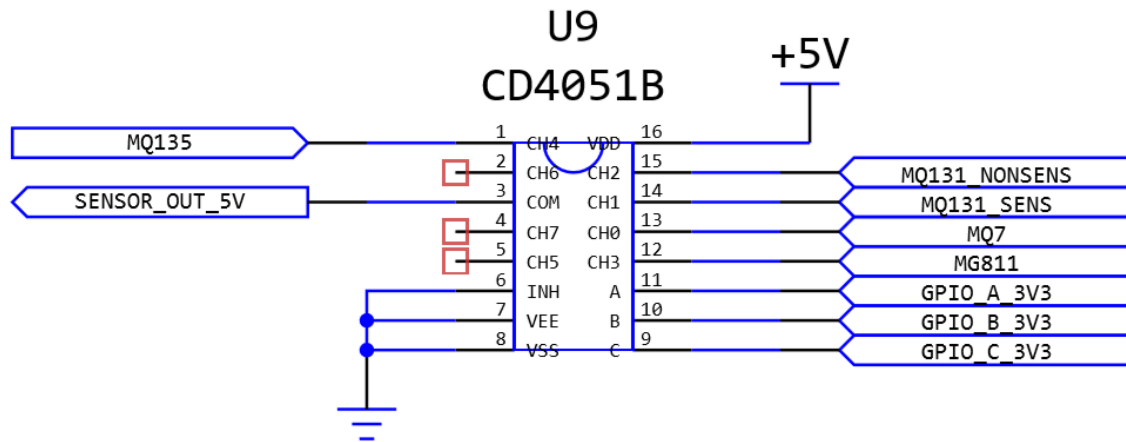 U9
CD4051B
+5V
MQ135 1 CH4 VDD 16
2 CH6 CH2 15 MQ131_NONSENS
SENSOR_OUT_5V 3 COM CH1 14 MQ131_SENS
4 CH7 CH0 13 MQ7
5 CH5 CH3 12 MG811
6 INH A 11 GPIO_A_3V3
7 VEE B 10 GPIO_B_3V3
8 VSS C 9 GPIO_C_3V3